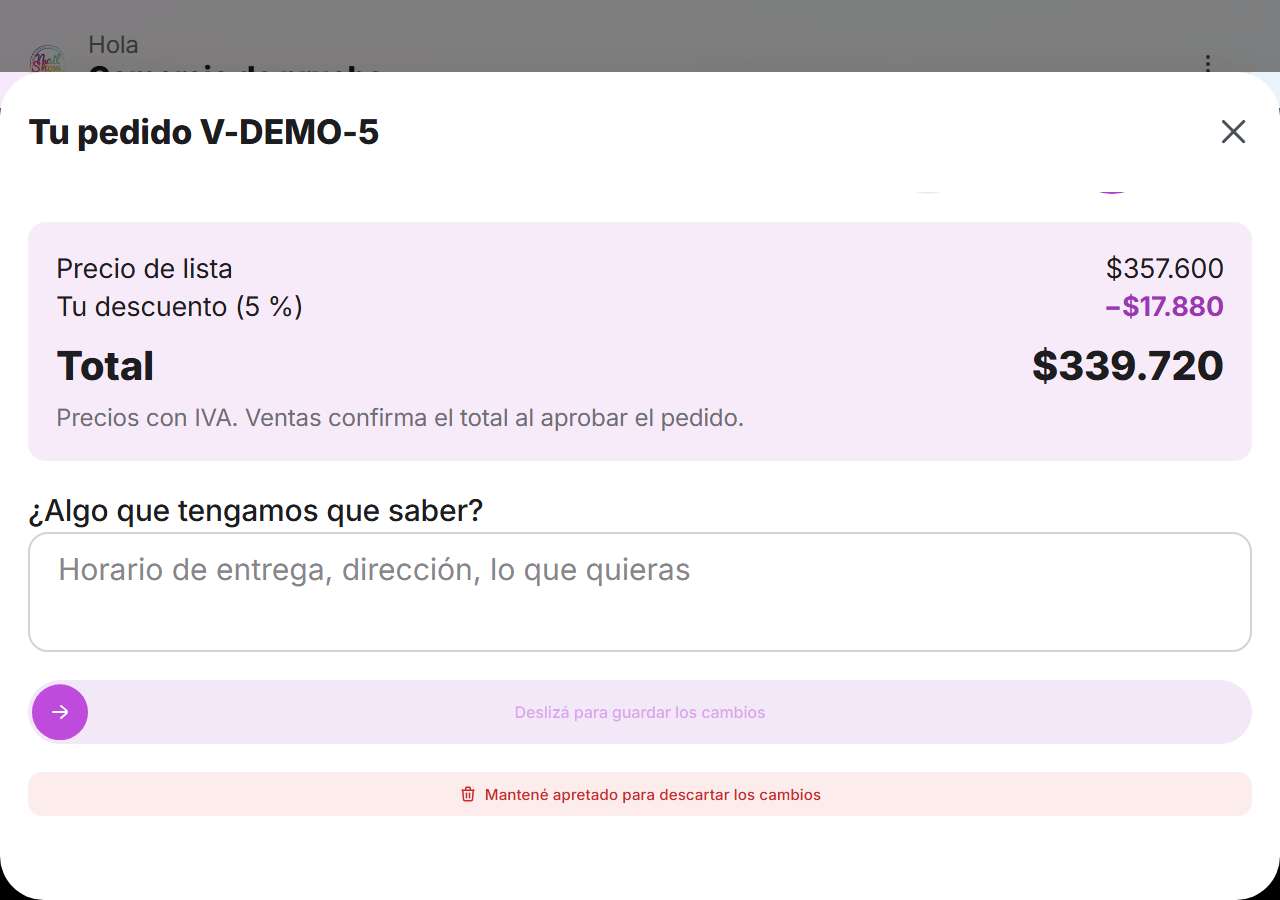 Hola
Tu pedido V-DEMO-5
Precio de lista
$357.600
Tu descuento (5 %)
–$17.880
Total
$339.720
Precios con IVA. Ventas confirma el total al aprobar el pedido.
¿Algo que tengamos que saber?
Horario de entrega, dirección, lo que quieras
Deslizá para guardar los cambios
Mantené apretado para descartar los cambios